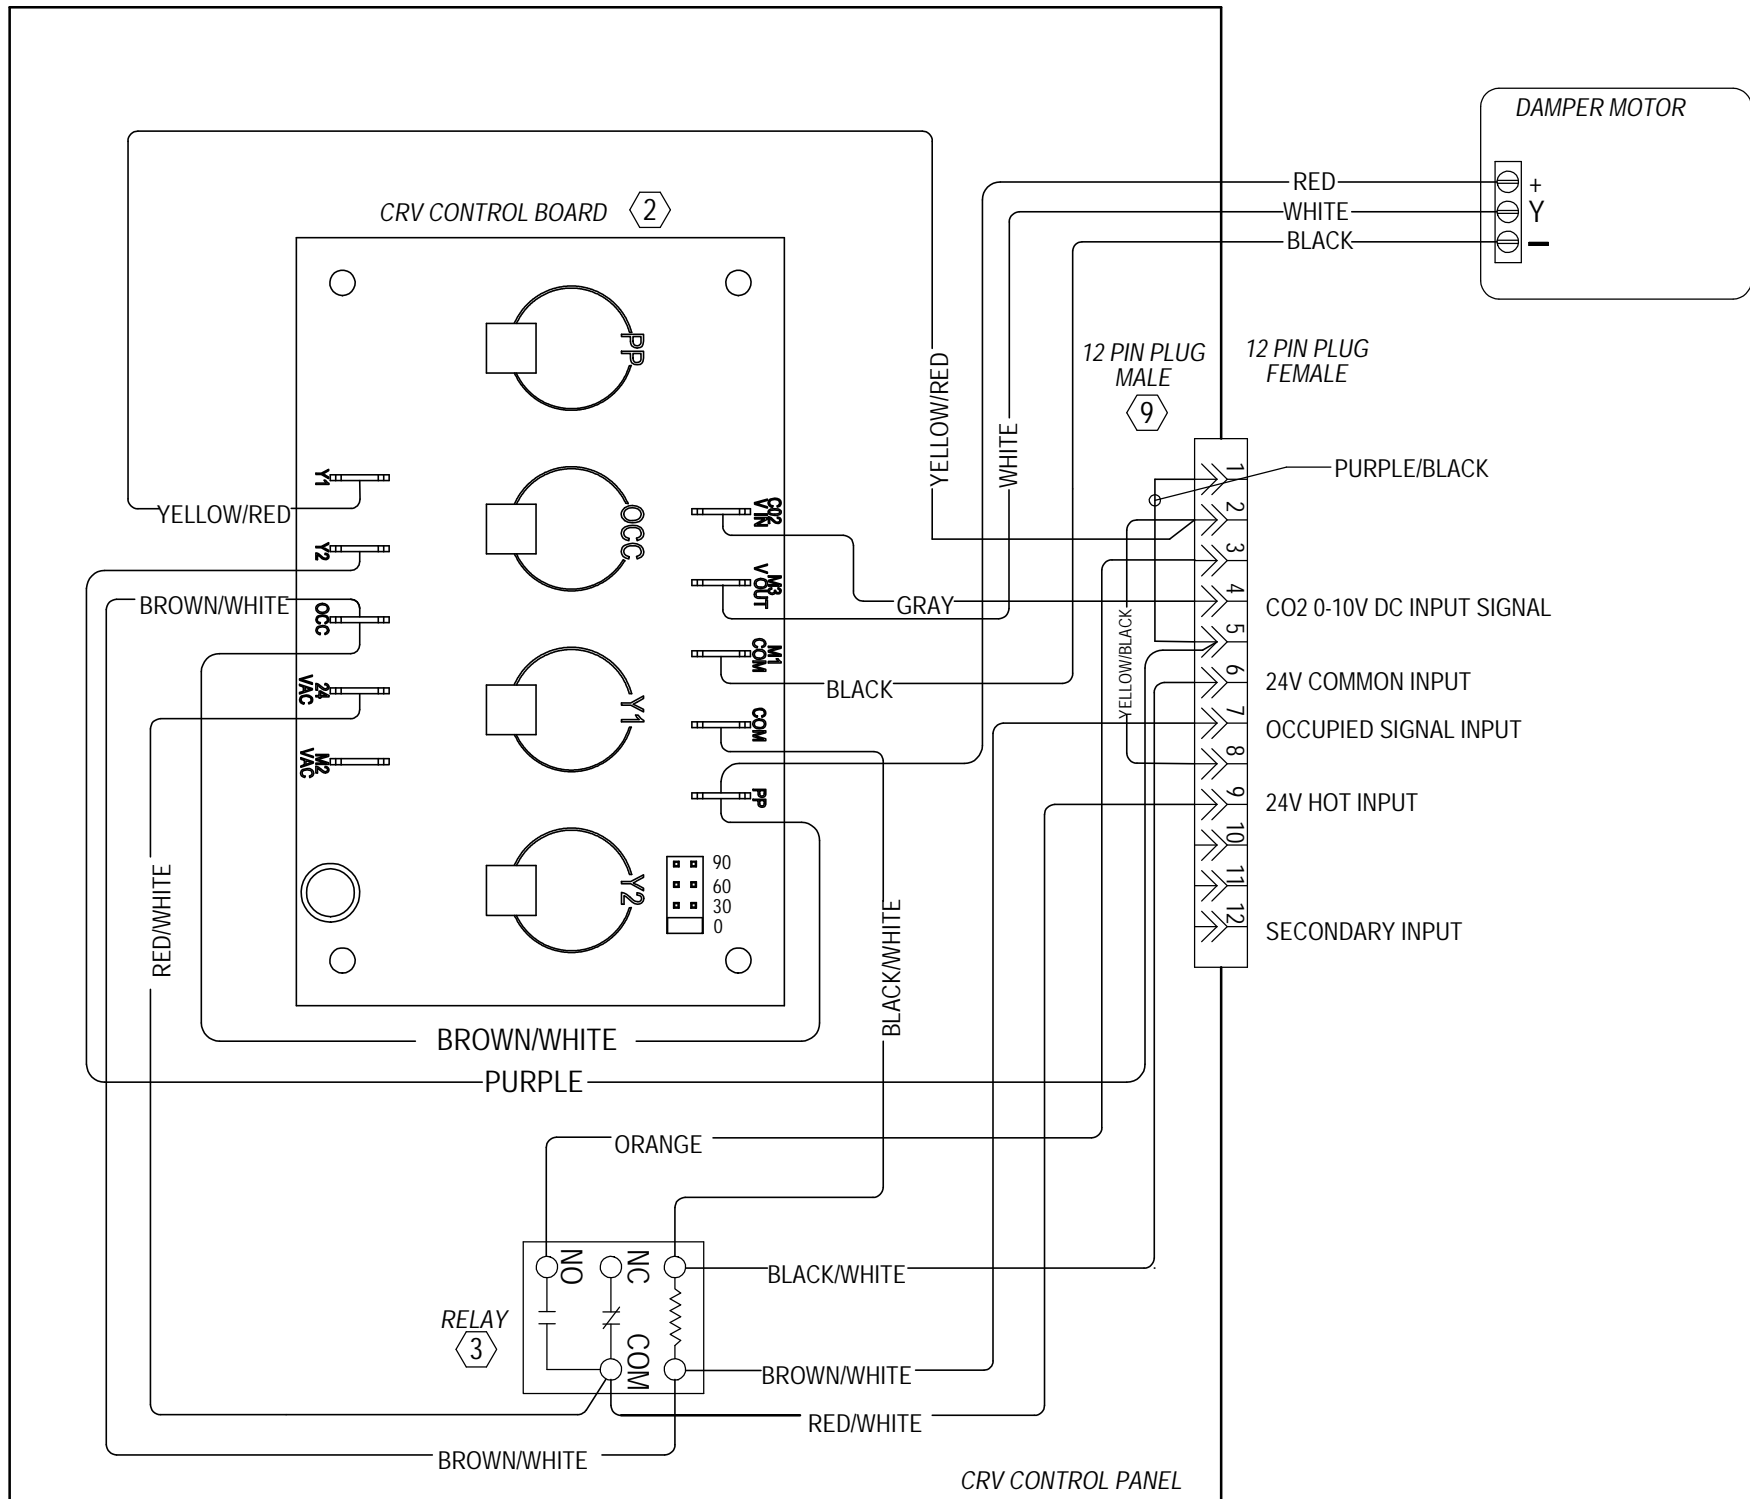 DAMPER MOTOR
RED
+
WHITE
Y
BLACK
−
CRV CONTROL BOARD 2
PP
12 PIN PLUG
MALE
9
12 PIN PLUG
FEMALE
YELLOW/RED
WHITE
1
PURPLE/BLACK
Y1
YELLOW/RED
OCC
CO2
V IN
2
Y2
3
M3
V OUT
BROWN/WHITE
OCC
GRAY
4
CO2 0-10V DC INPUT SIGNAL
YELLOW/BLACK
5
M1
COM
BLACK
6
24V COMMON INPUT
24
VAC
Y1
COM
7
OCCUPIED SIGNAL INPUT
M2
VAC
8
PP
9
24V HOT INPUT
10
90
60
30
0
Y2
11
12
SECONDARY INPUT
RED/WHITE
BLACK/WHITE
BROWN/WHITE
PURPLE
ORANGE
NO
NC
COM
BLACK/WHITE
RELAY
3
BROWN/WHITE
RED/WHITE
BROWN/WHITE
CRV CONTROL PANEL